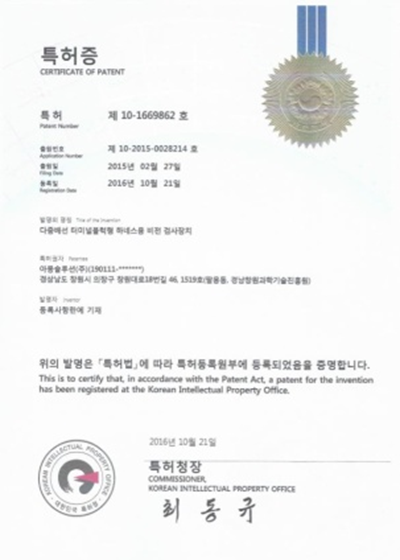 특허증
CERTIFICATE OF PATENT
특 허 제 10-1669862 호
Patent Number
출원번호 제 10-2015-0028214 호
Application Number
출원일 2015년 02월 27일
Filing Date
등록일 2016년 10월 21일
Registration Date
발명의 명칭 Title of the Invention
다중배선 터미널블럭형 하네스용 비전 검사장치
특허권자 Patentee
(주)(190111-*******)
경상남도 창원시 의창구 창원대로18번길 46, 1519호(팔용동, 경남창원과학기술진흥원)
발명자 Inventor
등록사항란에 기재
위의 발명은 「특허법」에 따라 특허등록원부에 등록되었음을 증명합니다.
This is to certify that, in accordance with the Patent Act, a patent for the invention
has been registered at the Korean Intellectual Property Office.
2016년 10월 21일
특허청장
COMMISSIONER,
KOREAN INTELLECTUAL PROPERTY OFFICE
최 동 규
KOREAN INTELLECTUAL PROPERTY OFFICE
대한민국 특허청